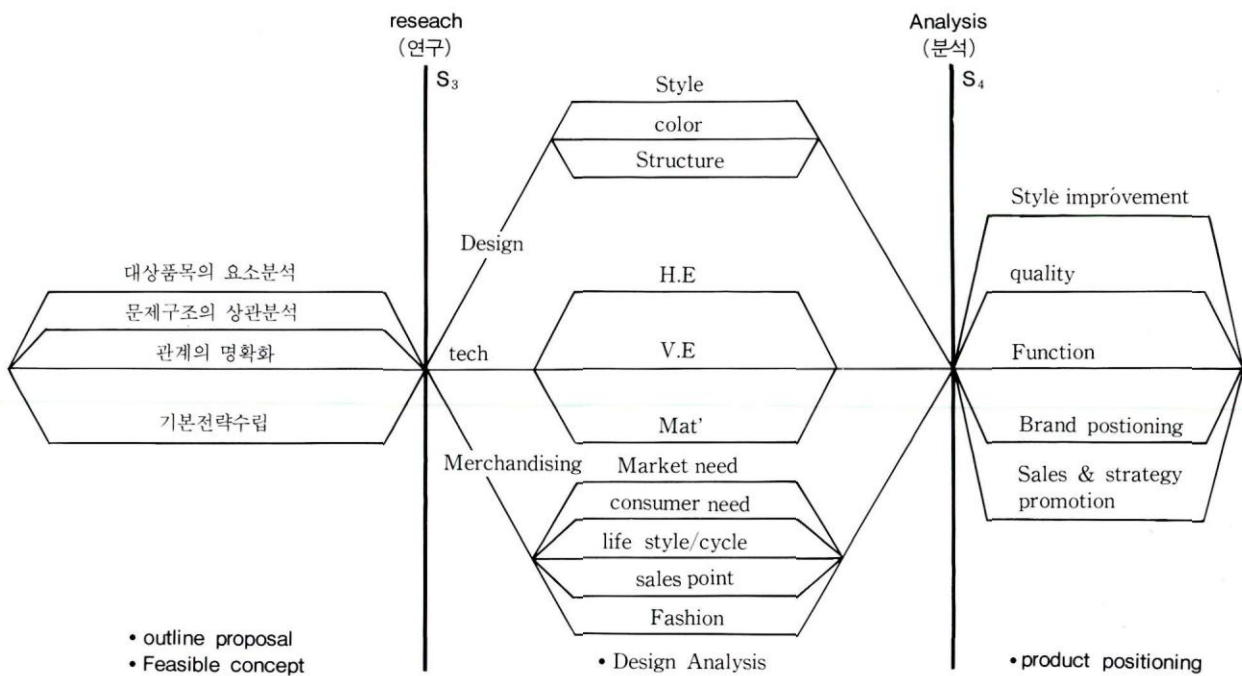 reseach
(연구)
S₃
Analysis
(분석)
S₄
대상품목의 요소분석
문제구조의 상관분석
관계의 명확화
기본전략수립
• outline proposal
• Feasible concept
Design
tech
Merchandising
Style
color
Structure
H.E
V.E
Mat'
Market need
consumer need
life style/cycle
sales point
Fashion
• Design Analysis
Style improvement
quality
Function
Brand postioning
Sales & strategy
promotion
• product positioning